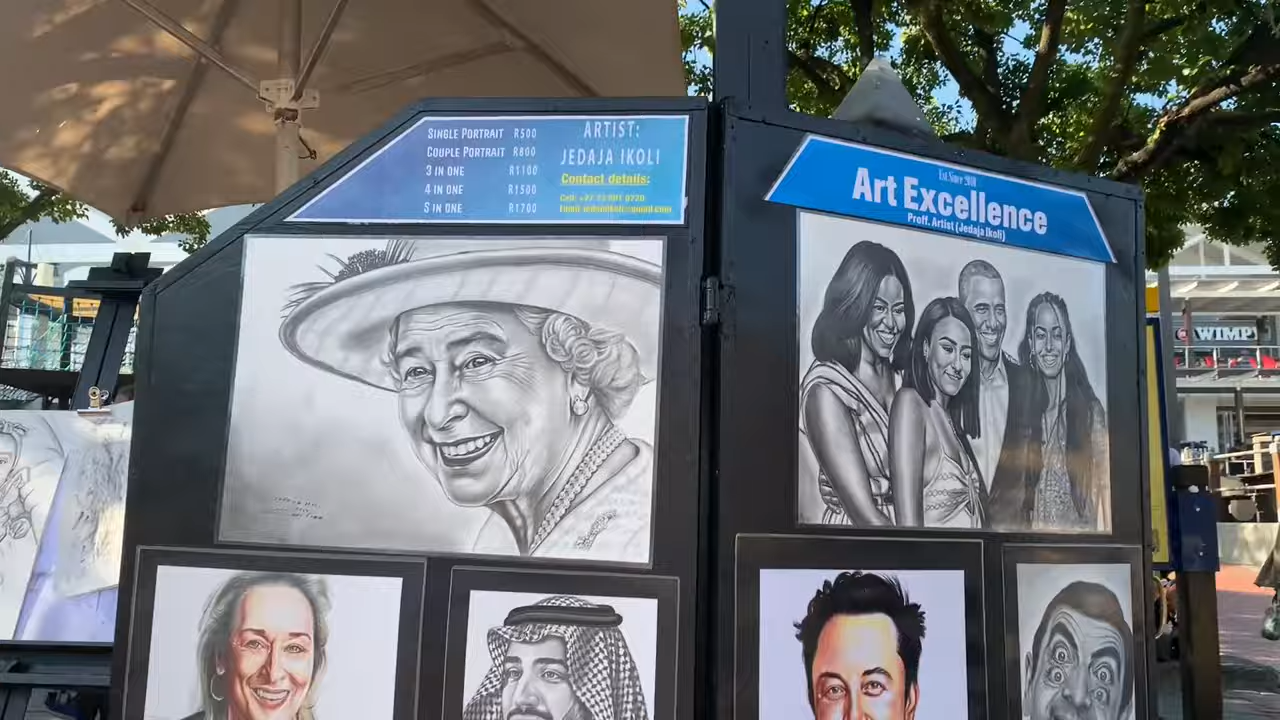 SINGLE PORTRAIT R500
COUPLE PORTRAIT R800
3 IN ONE R1100
4 IN ONE R1500
5 IN ONE R1700
ARTIST:
JEDAJA IKOLI
Contact details:
Est.Since 2010
Art Excellence
Proff. Artist (Jedaja Ikoli)
WIMPY